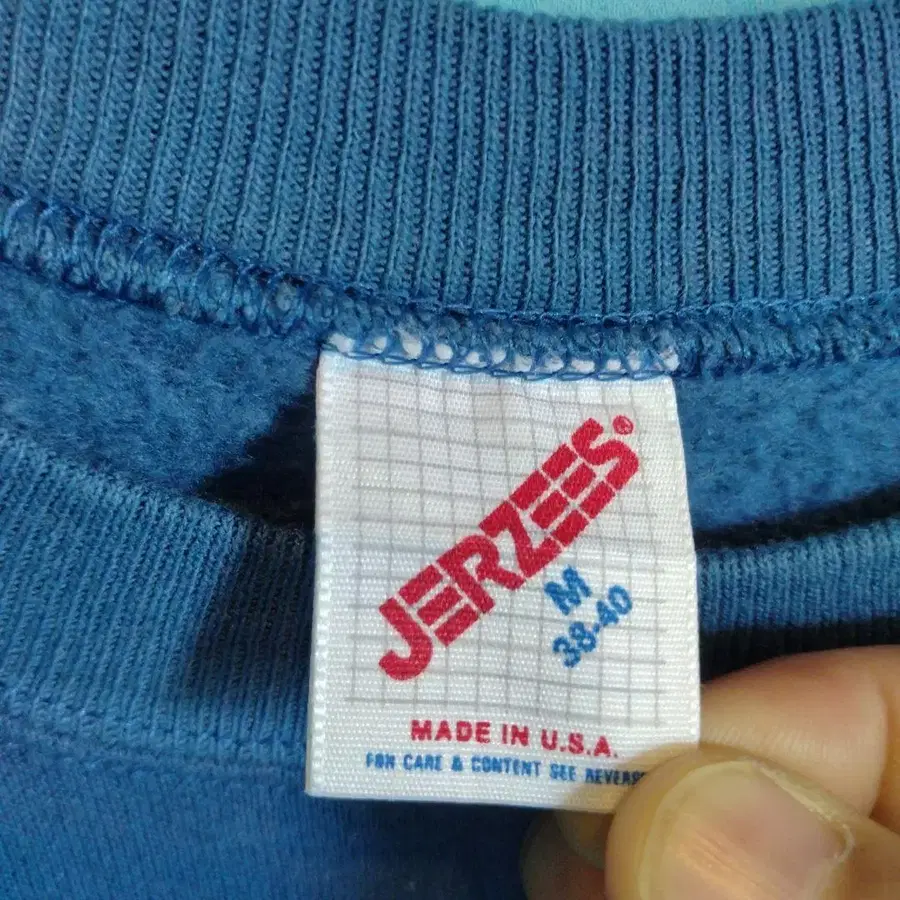 JERZEES®
M
38-40
MADE IN U.S.A.
FOR CARE & CONTENT SEE REVERSE